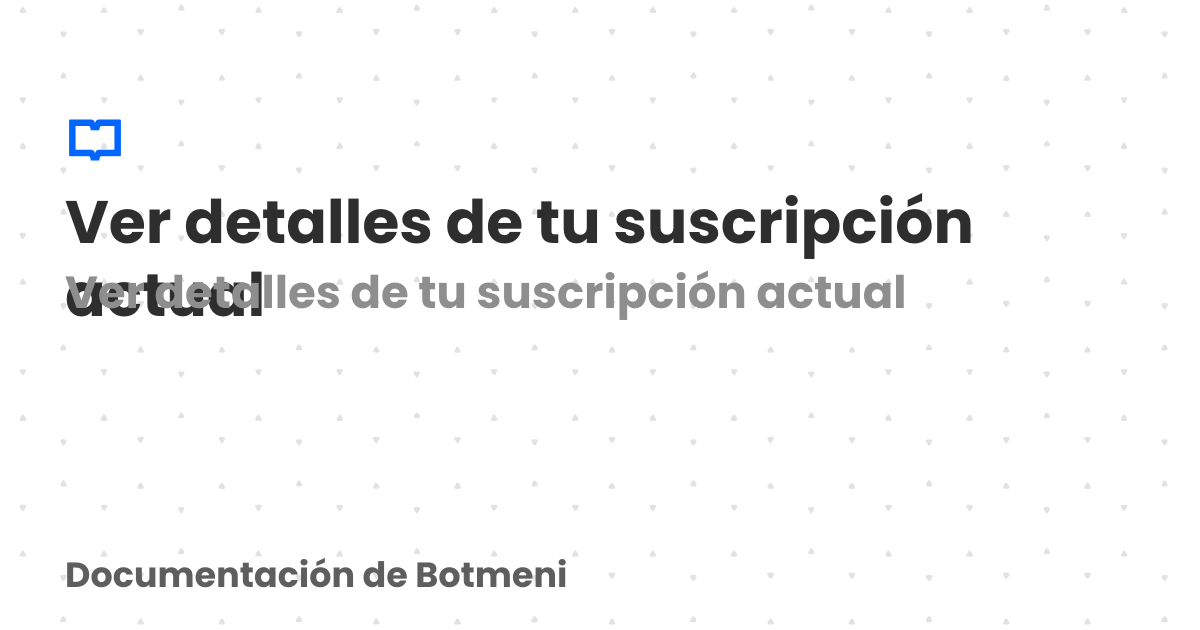 Ver detalles de tu suscripción
actual
Ver detalles de tu suscripción actual
Documentación de Botmeni